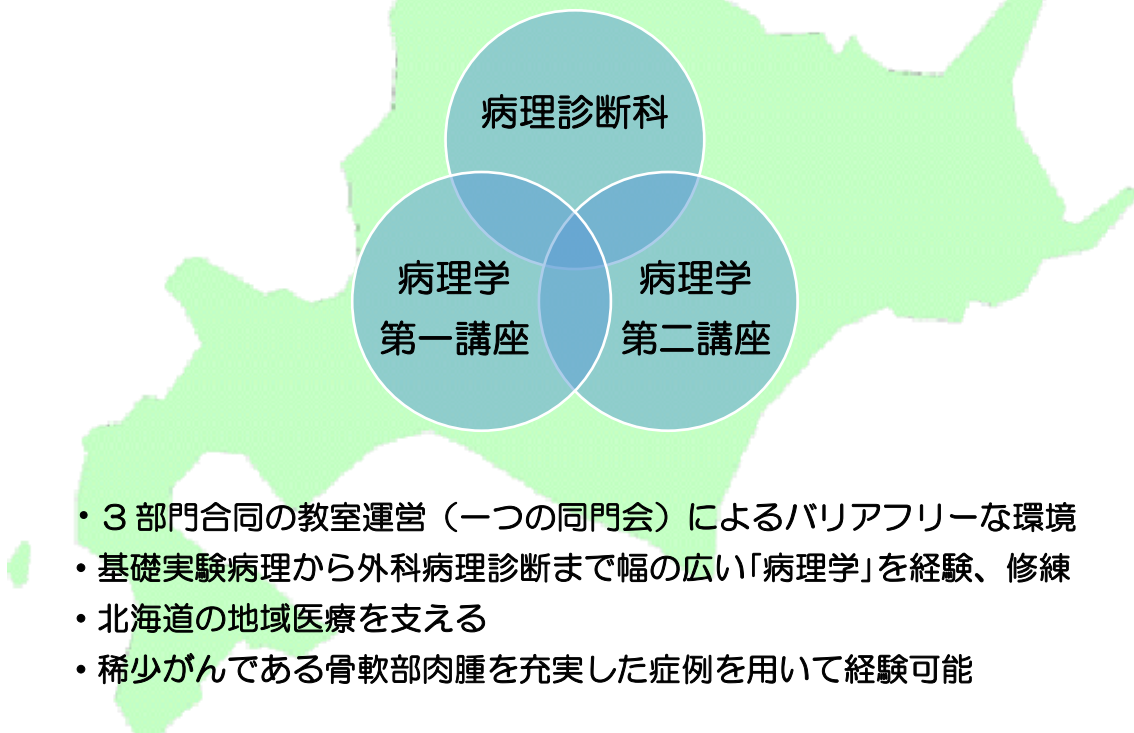 病理診断科
病理学
第一講座
病理学
第二講座
・３部門合同の教室運営（一つの同門会）によるバリアフリーな環境
・基礎実験病理から外科病理診断まで幅の広い｢病理学｣を経験、修練
・北海道の地域医療を支える
・稀少がんである骨軟部肉腫を充実した症例を用いて経験可能